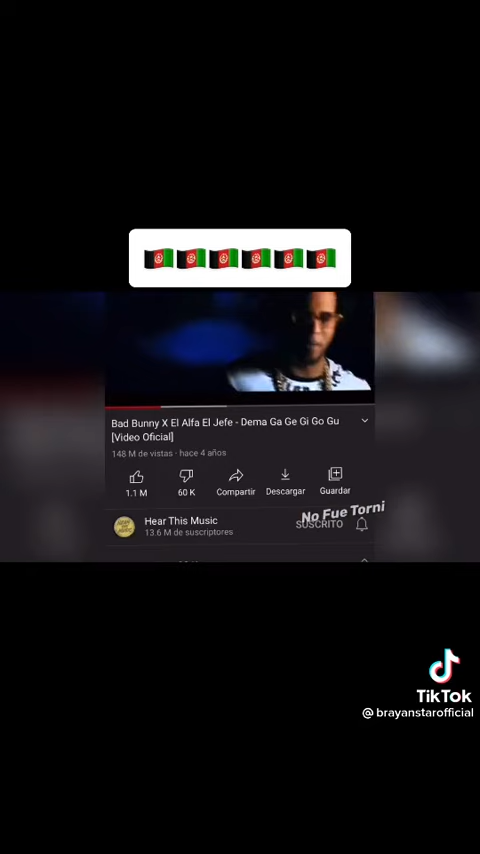 🇦🇫🇦🇫🇦🇫🇦🇫🇦🇫🇦🇫
Bad Bunny X El Alfa El Jefe - Dema Ga Ge Gi Go Gu
[Video Oficial]
148 M de vistas · hace 4 años
1.1 M
60 K
Compartir
Descargar
Guardar
No Fue Torni
Hear This Music
SUSCRITO
13.6 M de suscriptores
TikTok
@ brayanstarofficial